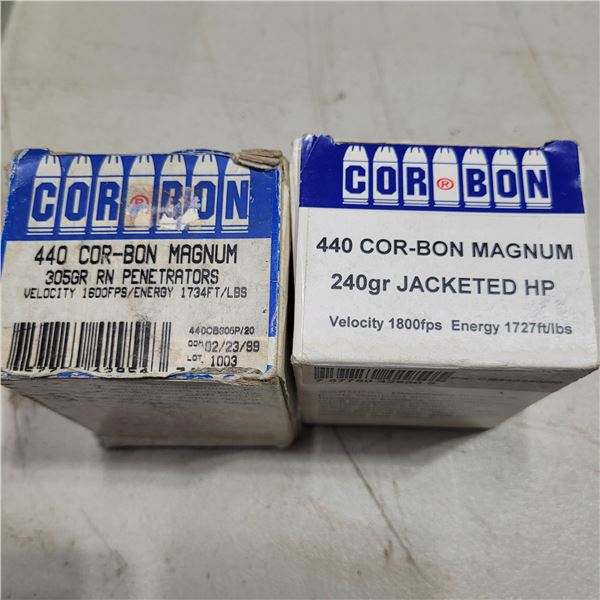 COR®BON
440 COR-BON MAGNUM
305GR RN PENETRATORS
VELOCITY 1600FPS/ENERGY 1734FT/LBS
440CB305P/20
DOM 02/23/99
LOT 1003
COR®BON
440 COR-BON MAGNUM
240gr JACKETED HP
Velocity 1800fps Energy 1727ft/lbs